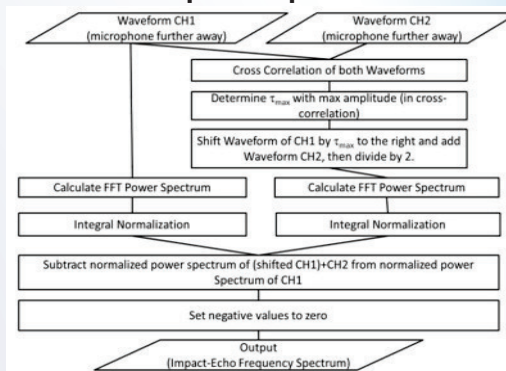 Waveform CH1
(microphone further away)
Waveform CH2
(microphone further away)
Cross Correlation of both Waveforms
Determine τmax with max amplitude (in cross-
correlation)
Shift Waveform of CH1 by τmax to the right and add
Waveform CH2, then divide by 2.
Calculate FFT Power Spectrum
Calculate FFT Power Spectrum
Integral Normalization
Integral Normalization
Subtract normalized power spectrum of (shifted CH1)+CH2 from normalized power
Spectrum of CH1
Set negative values to zero
Output
(Impact-Echo Frequency Spectrum)